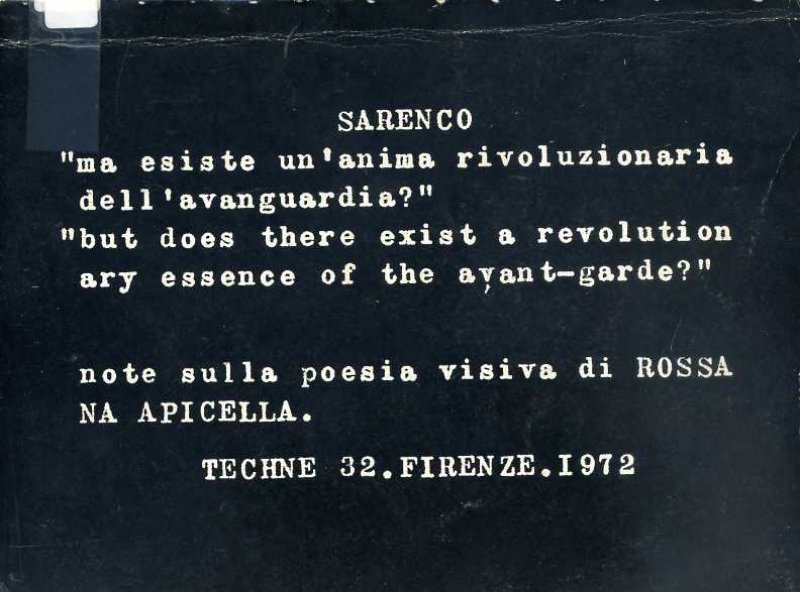 SARENCO
"ma esiste un'anima rivoluzionaria
dell'avanguardia?"
"but does there exist a revolution
ary essence of the avant-garde?"
note sulla poesia visiva di ROSSA
NA APICELLA.
TECHNE 32.FIRENZE.I972